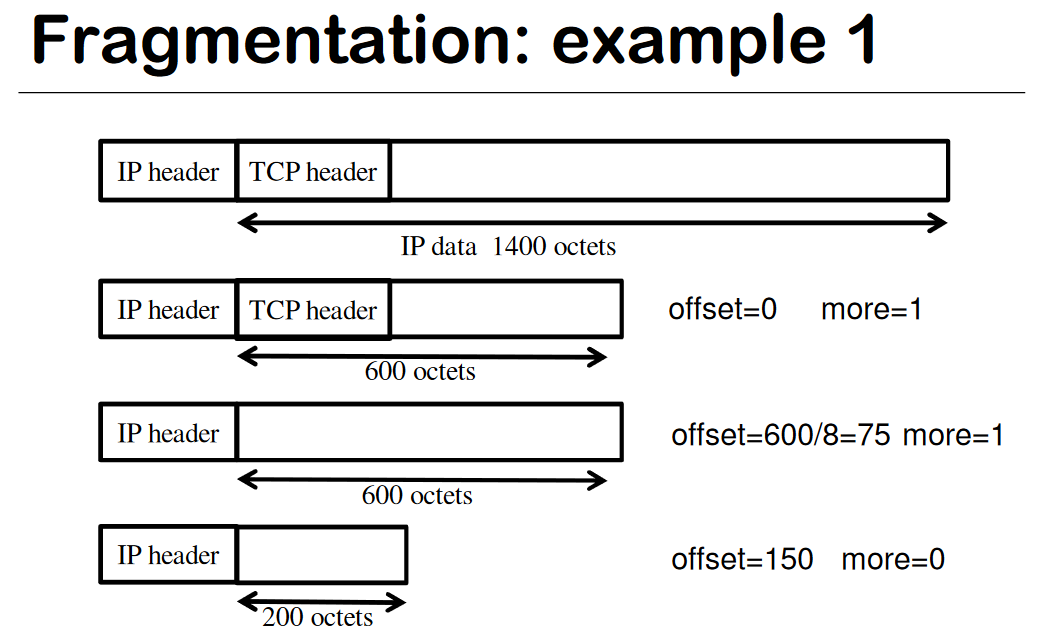 Fragmentation: example 1
IP header TCP header
IP data 1400 octets
IP header TCP header offset=0 more=1
600 octets
IP header offset=600/8=75 more=1
600 octets
IP header offset=150 more=0
200 octets